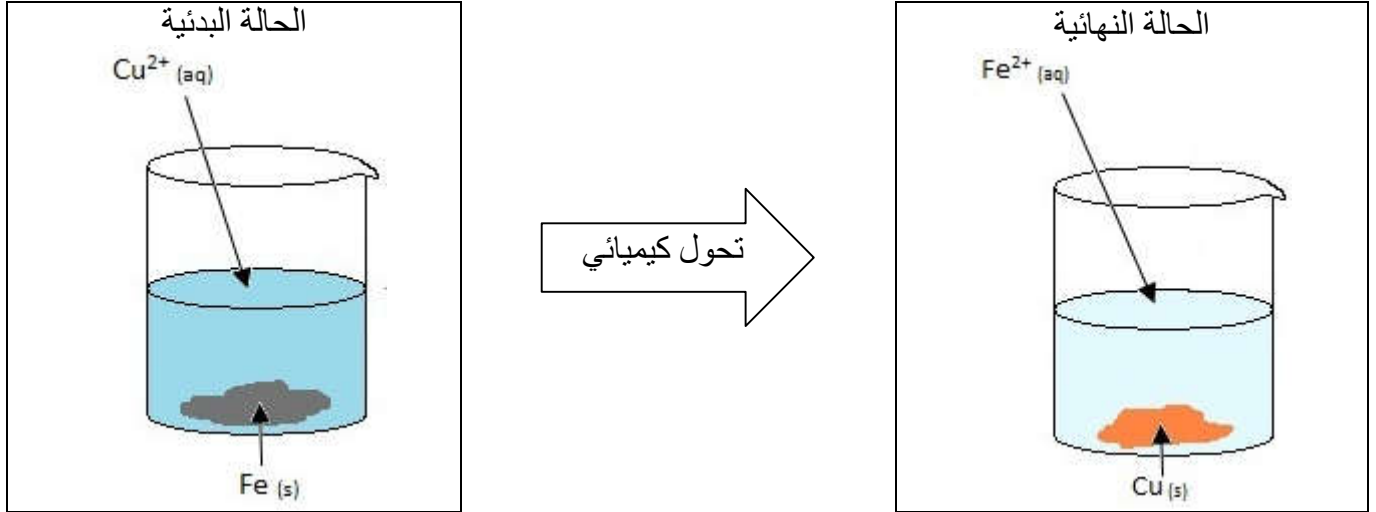 الحالة البدئية
Cu²⁺ (aq)
Fe (s)
تحول كيميائي
الحالة النهائية
Fe²⁺ (aq)
Cu (s)